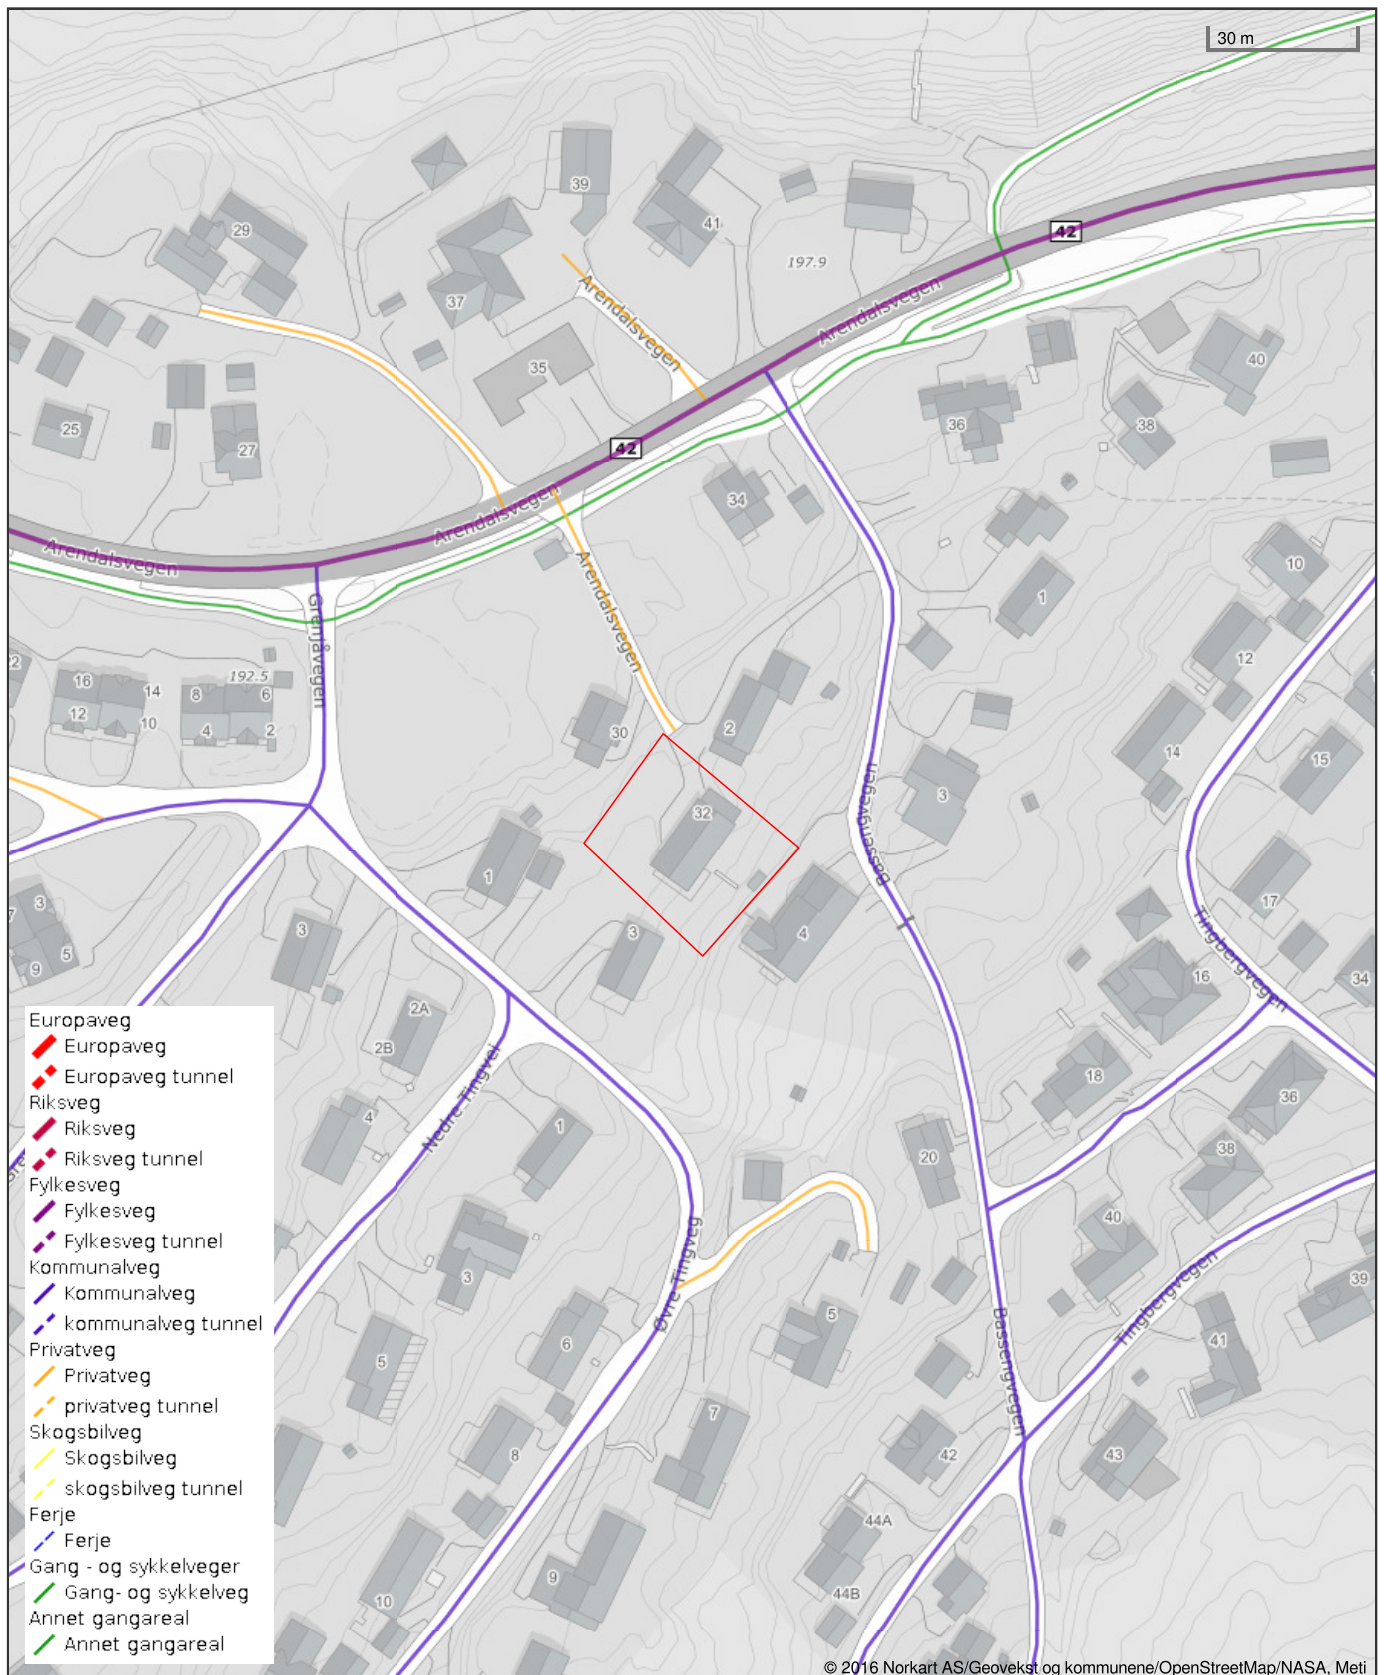 30 m
42
39
41
29
197.9
Arendalsvegen
37
Arendalsvegen
35
40
25
36
38
27
42
34
Arendalsvegen
Arendalsvegen
10
Arendalsvegen
1
Grenjåvegen
12
192.5
16
14
8
6
12
10
4
2
30
2
14
15
32
Bassengvegen
3
1
17
3
3
3
4
5
9
Tingbergvegen
16
34
2A
2B
Nedre Tingvei
18
36
4
1
20
38
40
Øvre Tingveg
3
39
5
6
Bassengvegen
Tingbergvegen
41
5
7
8
42
43
44A
9
44B
10
Europaveg
Europaveg
Europaveg tunnel
Riksveg
Riksveg
Riksveg tunnel
Fylkesveg
Fylkesveg
Fylkesveg tunnel
Kommunalveg
Kommunalveg
kommunalveg tunnel
Privatveg
Privatveg
privatveg tunnel
Skogsbilveg
Skogsbilveg
skogsbilveg tunnel
Ferje
Ferje
Gang - og sykkelveger
Gang- og sykkelveg
Annet gangareal
Annet gangareal
© 2016 Norkart AS/Geovekst og kommunene/OpenStreetMap/NASA, Meti